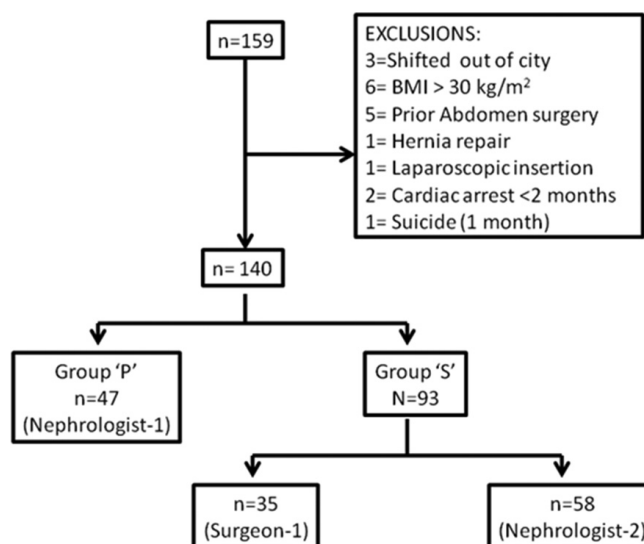 n=159
EXCLUSIONS:
3=Shifted out of city
6= BMI > 30 kg/m²
5= Prior Abdomen surgery
1= Hernia repair
1= Laparoscopic insertion
2= Cardiac arrest <2 months
1= Suicide (1 month)
n= 140
Group ‘P’
n=47
(Nephrologist-1)
Group ‘S’
N=93
n=35
(Surgeon-1)
n=58
(Nephrologist-2)